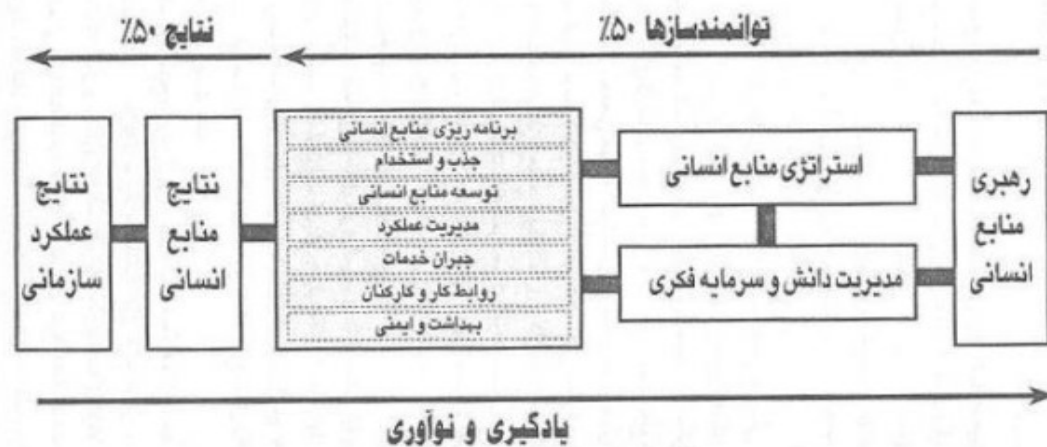 توانمندسازها ۵۰٪
نتایج ۵۰٪
رهبری
منابع
انسانی
استراتژی منابع انسانی
مدیریت دانش و سرمایه فکری
برنامه ریزی منابع انسانی
جذب و استخدام
توسعه منابع انسانی
مدیریت عملکرد
جبران خدمات
روابط کار و کارکنان
بهداشت و ایمنی
نتایج
منابع
انسانی
نتایج
عملکرد
سازمانی
یادگیری و نوآوری